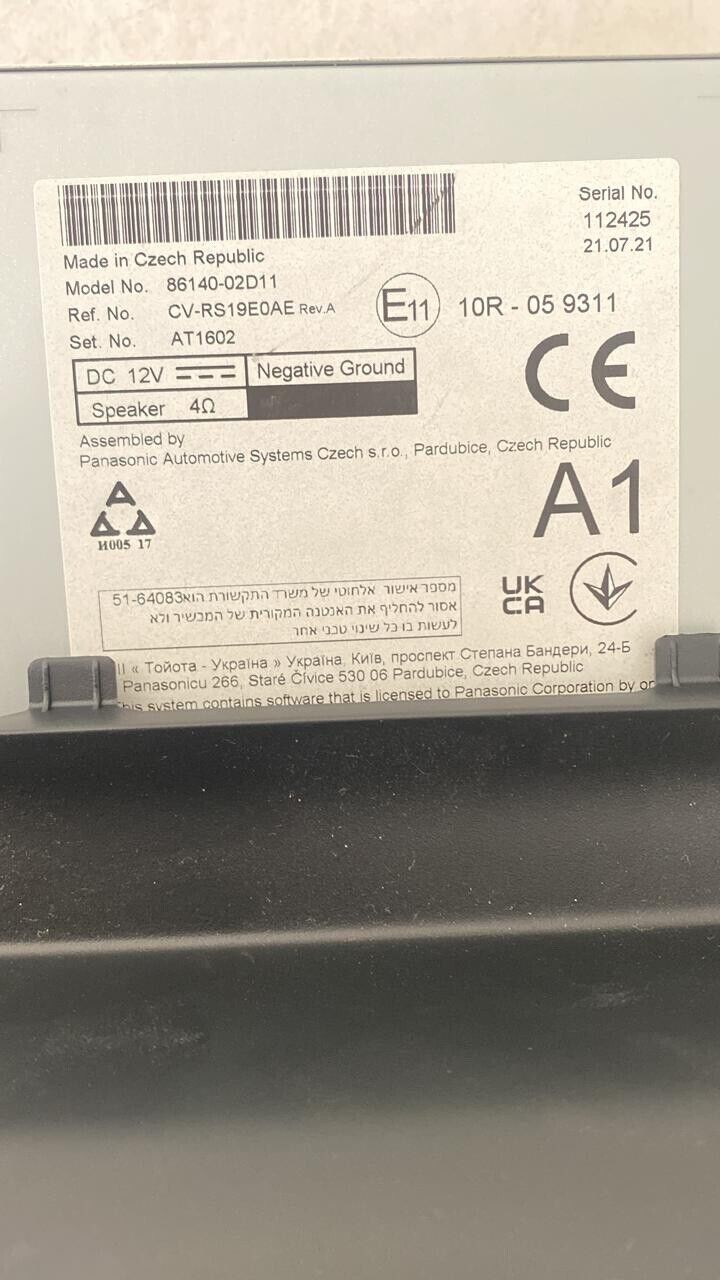 Serial No.
112425
21.07.21
Made in Czech Republic
Model No. 86140-02D11
Ref. No. CV-RS19E0AE Rev.A
Set. No. AT1602
E11 10R - 05 9311
DC 12V Negative Ground
Speaker 4Ω
CE
Assembled by
Panasonic Automotive Systems Czech s.r.o., Pardubice, Czech Republic
A1
И005 17
מספר אישור אלחוטי של משרד התקשורת הוא51-64083
אסור להחליף את האנטנה המקורית של המכשיר ולא
לעשות בו כל שינוי טכני אחר
UK
CA
« Тойота - Україна » Україна, Київ, проспект Степана Бандери, 24-Б
Panasonicu 266, Staré Čívice 530 06 Pardubice, Czech Republic
This system contains software that is licensed to Panasonic Corporation by or